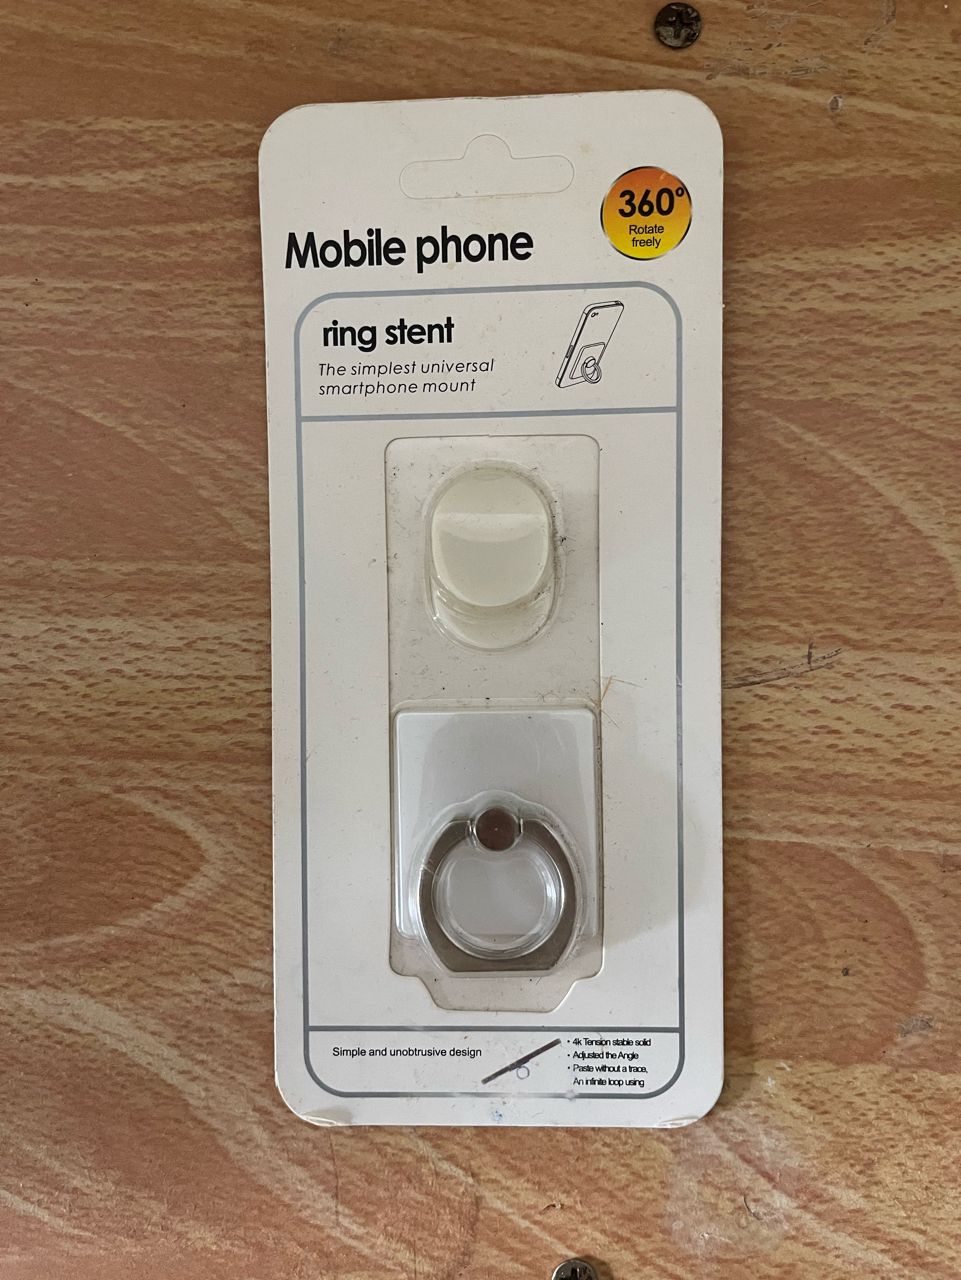 360°
Rotate
freely
Mobile phone
ring stent
The simplest universal
smartphone mount
Simple and unobtrusive design
• 4k Tension stable solid
• Adjusted the Angle
• Paste without a trace,
An infinite loop using